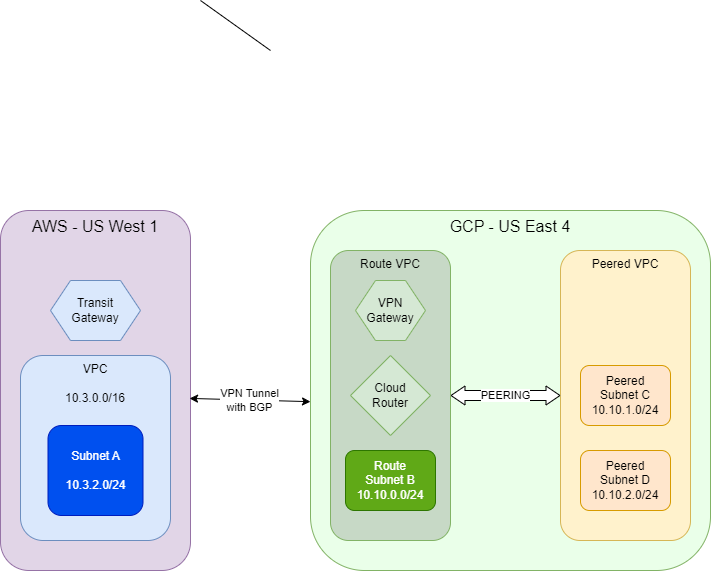 AWS - US West 1
Transit
Gateway
VPC
10.3.0.0/16
Subnet A
10.3.2.0/24
VPN Tunnel
with BGP
GCP - US East 4
Route VPC
VPN
Gateway
Cloud
Router
Route
Subnet B
10.10.0.0/24
PEERING
Peered VPC
Peered
Subnet C
10.10.1.0/24
Peered
Subnet D
10.10.2.0/24